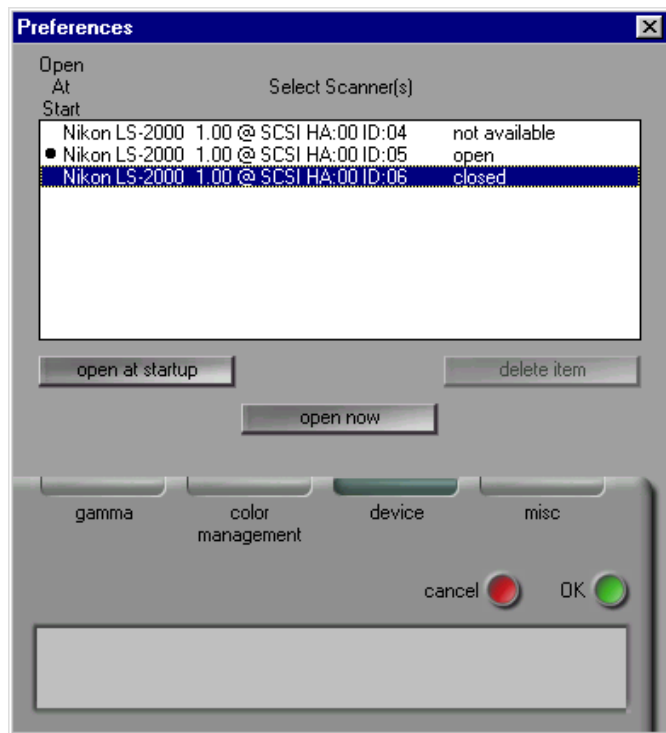 Preferences
Open
At
Start
Select Scanner(s)
Nikon LS-2000 1.00 @ SCSI HA:00 ID:04 not available
● Nikon LS-2000 1.00 @ SCSI HA:00 ID:05 open
Nikon LS-2000 1.00 @ SCSI HA:00 ID:06 closed
open at startup
delete item
open now
gamma
color
management
device
misc
cancel
OK